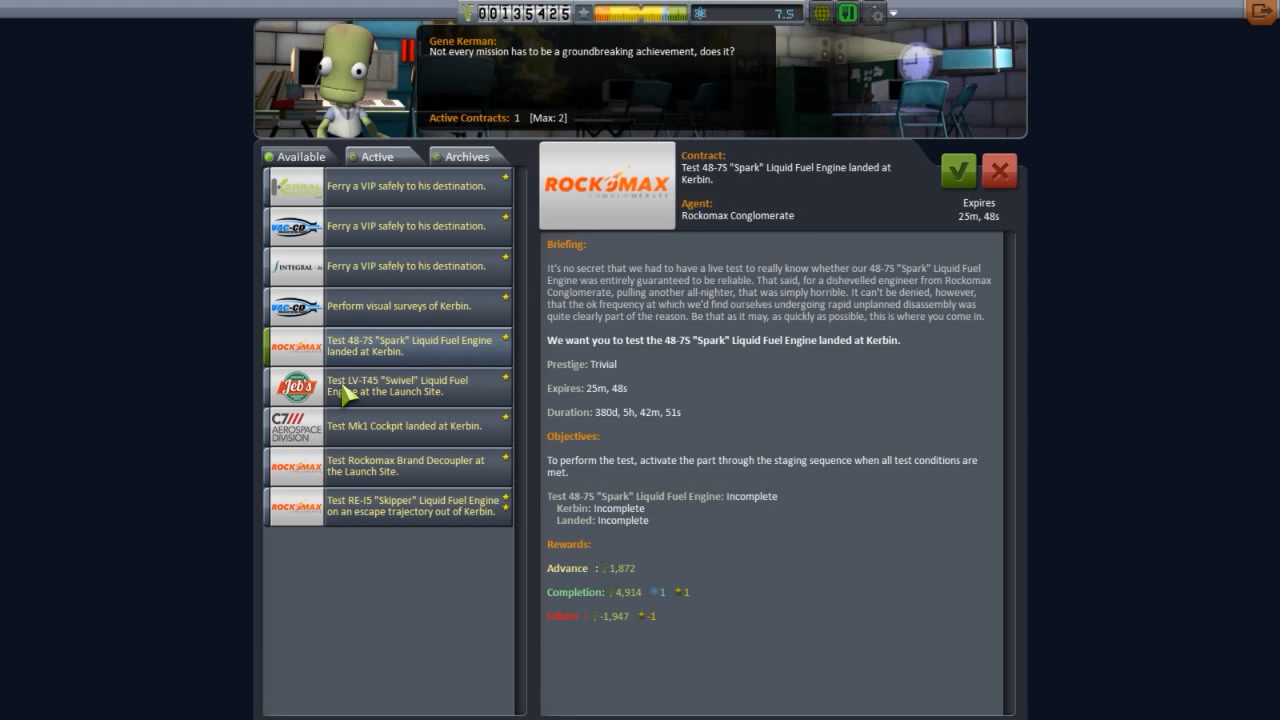 00135425
7.5
Gene Kerman:
Not every mission has to be a groundbreaking achievement, does it?
Active Contracts: 1 [Max: 2]
Available
Active
Archives
Ferry a VIP safely to his destination.
VAC-CO
Ferry a VIP safely to his destination.
INTEGRAL
Ferry a VIP safely to his destination.
VAC-CO
Perform visual surveys of Kerbin.
ROCKOMAX
Test 48-7S "Spark" Liquid Fuel Engine
landed at Kerbin.
Jeb's
Test LV-T45 "Swivel" Liquid Fuel
Engine at the Launch Site.
C7
AEROSPACE
DIVISION
Test Mk1 Cockpit landed at Kerbin.
ROCKOMAX
Test Rockomax Brand Decoupler at
the Launch Site.
ROCKOMAX
Test RE-I5 "Skipper" Liquid Fuel Engine
on an escape trajectory out of Kerbin.
ROCKOMAX
CONGLOMERATE
Contract:
Test 48-7S "Spark" Liquid Fuel Engine landed at
Kerbin.
Agent:
Rockomax Conglomerate
Expires
25m, 48s
Briefing:
It's no secret that we had to have a live test to really know whether our 48-7S "Spark" Liquid Fuel
Engine was entirely guaranteed to be reliable. That said, for a dishevelled engineer from Rockomax
Conglomerate, pulling another all-nighter, that was simply horrible. It can't be denied, however,
that the ok frequency at which we'd find ourselves undergoing rapid unplanned disassembly was
quite clearly part of the reason. Be that as it may, as quickly as possible, this is where you come in.
We want you to test the 48-7S "Spark" Liquid Fuel Engine landed at Kerbin.
Prestige: Trivial
Expires: 25m, 48s
Duration: 380d, 5h, 42m, 51s
Objectives:
To perform the test, activate the part through the staging sequence when all test conditions are
met.
Test 48-7S "Spark" Liquid Fuel Engine: Incomplete
Kerbin: Incomplete
Landed: Incomplete
Rewards:
Advance : 1,872
Completion: 4,914 1 1
Failure : -1,947 -1